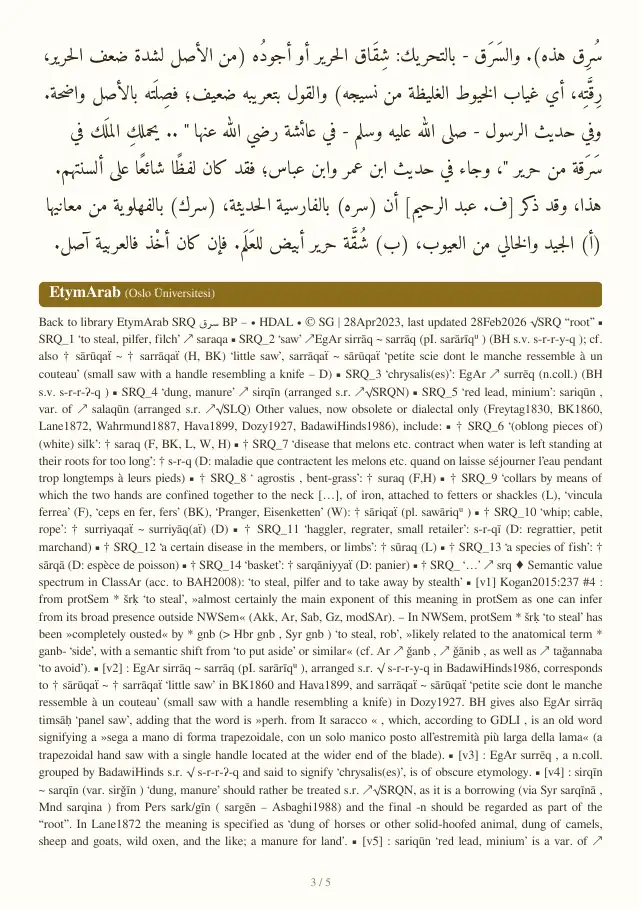 سُرِق هذه). والسَرَق - بالتحريك: شِقَاق الحرير أو أجودُه (من الأصل لشدة ضعف الحرير،
رِقَّتِه، أي غياب الخيوط الغليظة من نسيجه) والقول بتعريبه ضعيف؛ فصِلَته بالأصل واضحة.
وفي حديث الرسول - صلى الله عليه وسلم - في عائشة رضي الله عنها " .. يحملكِ الملَك في
سَرَقة من حرير "، وجاء في حديث ابن عمر وابن عباس؛ فقد كان لفظًا شائعًا على ألسنتهم.
هذا، وقد ذكر [ف. عبد الرحيم] أن (سره) بالفارسية الحديثة، (سرك) بالفهلوية من معانيها
(أ) الجيد والخالي من العيوب، (ب) شُقَّة حرير أبيض للعَلَم. فإن كان أخْذ فالعربية آصل.
EtymArab (Oslo Üniversitesi)
Back to library EtymArab SRQ سرق BP – • HDAL • © SG | 28Apr2023, last updated 28Feb2026 √SRQ “root” ▪
SRQ_1 ‘to steal, pilfer, filch’ ↗ saraqa ▪ SRQ_2 ‘saw’ ↗EgAr sirrāq ~ sarrāq (pl. sarārīqᵘ ) (BH s.v. s-r-r-y-q ); cf.
also † sārūqaẗ ~ † sarrāqaẗ (H, BK) ‘little saw’, sarrāqaẗ ~ sārūqaẗ ‘petite scie dont le manche ressemble à un
couteau’ (small saw with a handle resembling a knife – D) ▪ SRQ_3 ‘chrysalis(es)’: EgAr ↗ surrēq (n.coll.) (BH
s.v. s-r-r-ʔ-q ) ▪ SRQ_4 ‘dung, manure’ ↗ sirqīn (arranged s.r. ↗√SRQN) ▪ SRQ_5 ‘red lead, minium’: sariqūn ,
var. of ↗ salaqūn (arranged s.r. ↗√SLQ) Other values, now obsolete or dialectal only (Freytag1830, BK1860,
Lane1872, Wahrmund1887, Hava1899, Dozy1927, BadawiHinds1986), include: ▪ † SRQ_6 ‘(oblong pieces of)
(white) silk’: † saraq (F, BK, L, W, H) ▪ † SRQ_7 ‘disease that melons etc. contract when water is left standing at
their roots for too long’: † s-r-q (D: maladie que contractent les melons etc. quand on laisse séjourner l’eau pendant
trop longtemps à leurs pieds) ▪ † SRQ_8 ‘ agrostis , bent-grass’: † suraq (F,H) ▪ † SRQ_9 ‘collars by means of
which the two hands are confined together to the neck […], of iron, attached to fetters or shackles (L), ‘vincula
ferrea’ (F), ‘ceps en fer, fers’ (BK), ‘Pranger, Eisenketten’ (W): † sāriqaẗ (pl. sawāriqᵘ ) ▪ † SRQ_10 ‘whip; cable,
rope’: † surriyaqaẗ ~ surriyāq(aẗ) (D) ▪ † SRQ_11 ‘haggler, regrater, small retailer’: s-r-qī (D: regrattier, petit
marchand) ▪ † SRQ_12 ‘a certain disease in the members, or limbs’: † sūraq (L) ▪ † SRQ_13 ‘a species of fish’: †
sārqā (D: espèce de poisson) ▪ † SRQ_14 ‘basket’: † sarqāniyyaẗ (D: panier) ▪ † SRQ_ ‘…’ ↗ srq ♦ Semantic value
spectrum in ClassAr (acc. to BAH2008): ‘to steal, pilfer and to take away by stealth’ ▪ [v1] Kogan2015:237 #4 :
from protSem * šrḳ ‘to steal’, »almost certainly the main exponent of this meaning in protSem as one can infer
from its broad presence outside NWSem« (Akk, Ar, Sab, Gz, modSAr). – In NWSem, protSem * šrḳ ‘to steal’ has
been »completely ousted« by * gnb (> Hbr gnb , Syr gnb ) ‘to steal, rob’, »likely related to the anatomical term *
ganb- ‘side’, with a semantic shift from ‘to put aside’ or similar« (cf. Ar ↗ ǧanb , ↗ ǧānib , as well as ↗ taǧannaba
‘to avoid’). ▪ [v2] : EgAr sirrāq ~ sarrāq (pl. sarārīqᵘ ), arranged s.r. √ s-r-r-y-q in BadawiHinds1986, corresponds
to † sārūqaẗ ~ † sarrāqaẗ ‘little saw’ in BK1860 and Hava1899, and sarrāqaẗ ~ sārūqaẗ ‘petite scie dont le manche
ressemble à un couteau’ (small saw with a handle resembling a knife) in Dozy1927. BH gives also EgAr sirrāq
timsāḥ ‘panel saw’, adding that the word is »perh. from It saracco « , which, according to GDLI , is an old word
signifying a »sega a mano di forma trapezoidale, con un solo manico posto all’estremità più larga della lama« (a
trapezoidal hand saw with a single handle located at the wider end of the blade). ▪ [v3] : EgAr surrēq , a n.coll.
grouped by BadawiHinds s.r. √ s-r-r-ʔ-q and said to signify ‘chrysalis(es)’, is of obscure etymology. ▪ [v4] : sirqīn
~ sarqīn (var. sirǧīn ) ‘dung, manure’ should rather be treated s.r. ↗√SRQN, as it is a borrowing (via Syr sarqīnā ,
Mnd sarqina ) from Pers sark/gīn ( sargēn – Asbaghi1988) and the final -n should be regarded as part of the
“root”. In Lane1872 the meaning is specified as ‘dung of horses or other solid-hoofed animal, dung of camels,
sheep and goats, wild oxen, and the like; a manure for land’. ▪ [v5] : sariqūn ‘red lead, minium’ is a var. of ↗
3 / 5